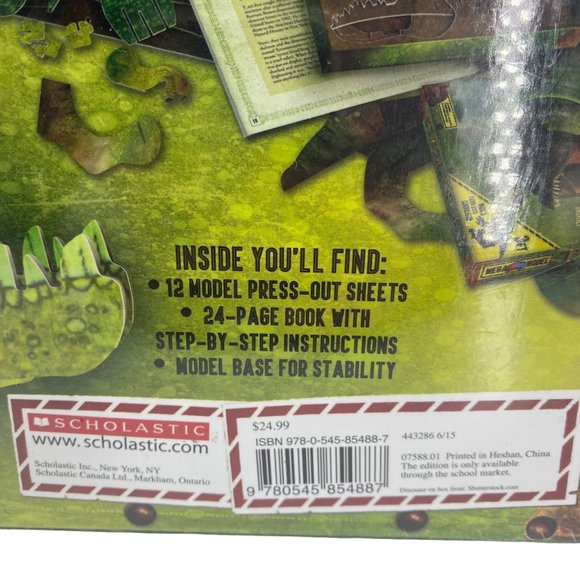 INSIDE YOU'LL FIND:
• 12 MODEL PRESS-OUT SHEETS
• 24-PAGE BOOK WITH
STEP-BY-STEP INSTRUCTIONS
• MODEL BASE FOR STABILITY
SCHOLASTIC
www.scholastic.com
Scholastic Inc., New York, NY
Scholastic Canada Ltd., Markham, Ontario
$24.99
ISBN 978-0-545-85488-7
9 780545 854887
443286 6/15
07588.01 Printed in Heshan, China
The edition is only available
through the school market.
Dinosaur on box front: Shutterstock.com